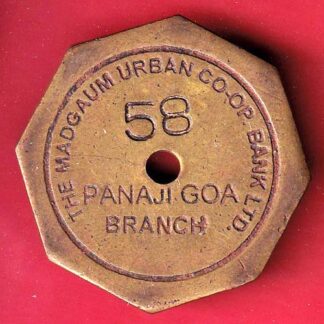 THE MADGAUM URBAN CO-OP. BANK LTD.
58
PANAJI GOA
BRANCH